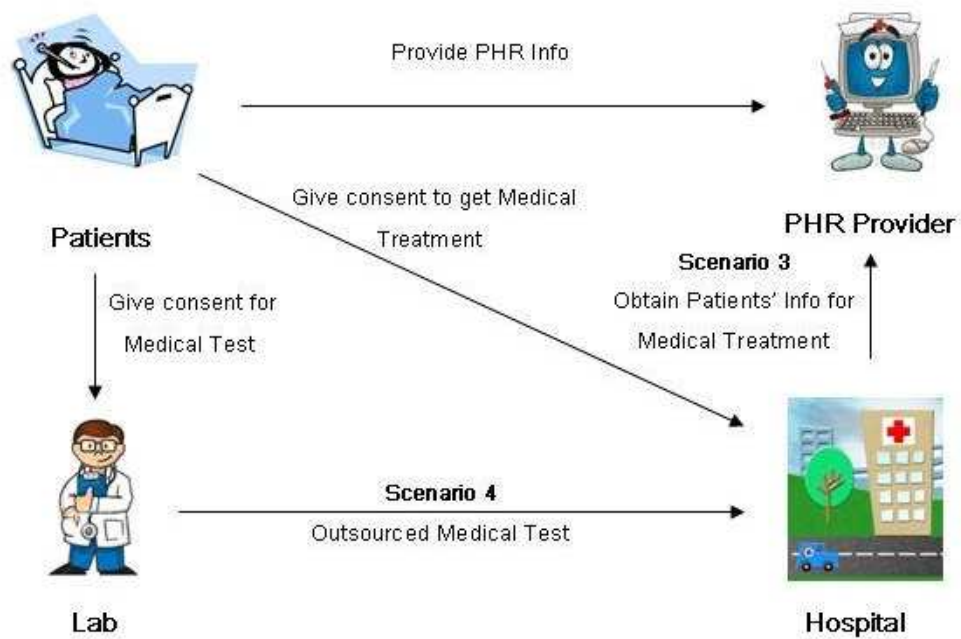 Provide PHR Info
Give consent to get Medical
Treatment
Patients
PHR Provider
Scenario 3
Obtain Patients' Info for
Medical Treatment
Give consent for
Medical Test
Scenario 4
Outsourced Medical Test
Lab
Hospital